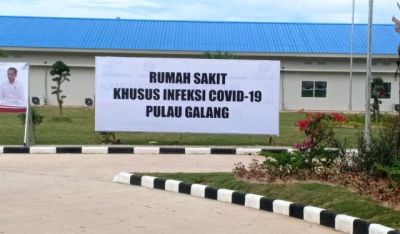 RUMAH SAKIT
KHUSUS INFEKSI COVID-19
PULAU GALANG